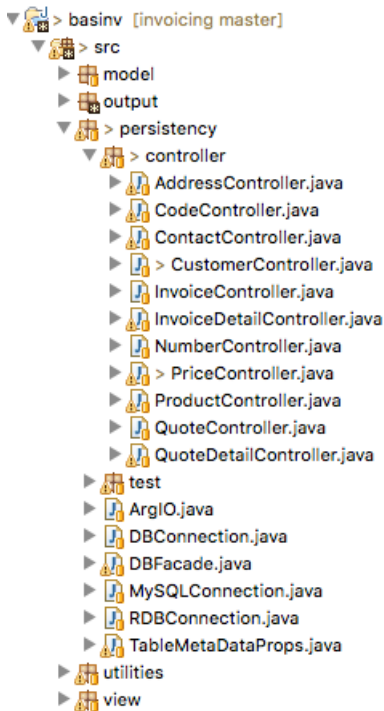 > basinv [invoicing master]
> src
model
output
> persistency
> controller
AddressController.java
CodeController.java
ContactController.java
> CustomerController.java
InvoiceController.java
InvoiceDetailController.java
NumberController.java
> PriceController.java
ProductController.java
QuoteController.java
QuoteDetailController.java
test
ArgIO.java
DBConnection.java
DBFacade.java
MySQLConnection.java
RDBConnection.java
TableMetaDataProps.java
utilities
view